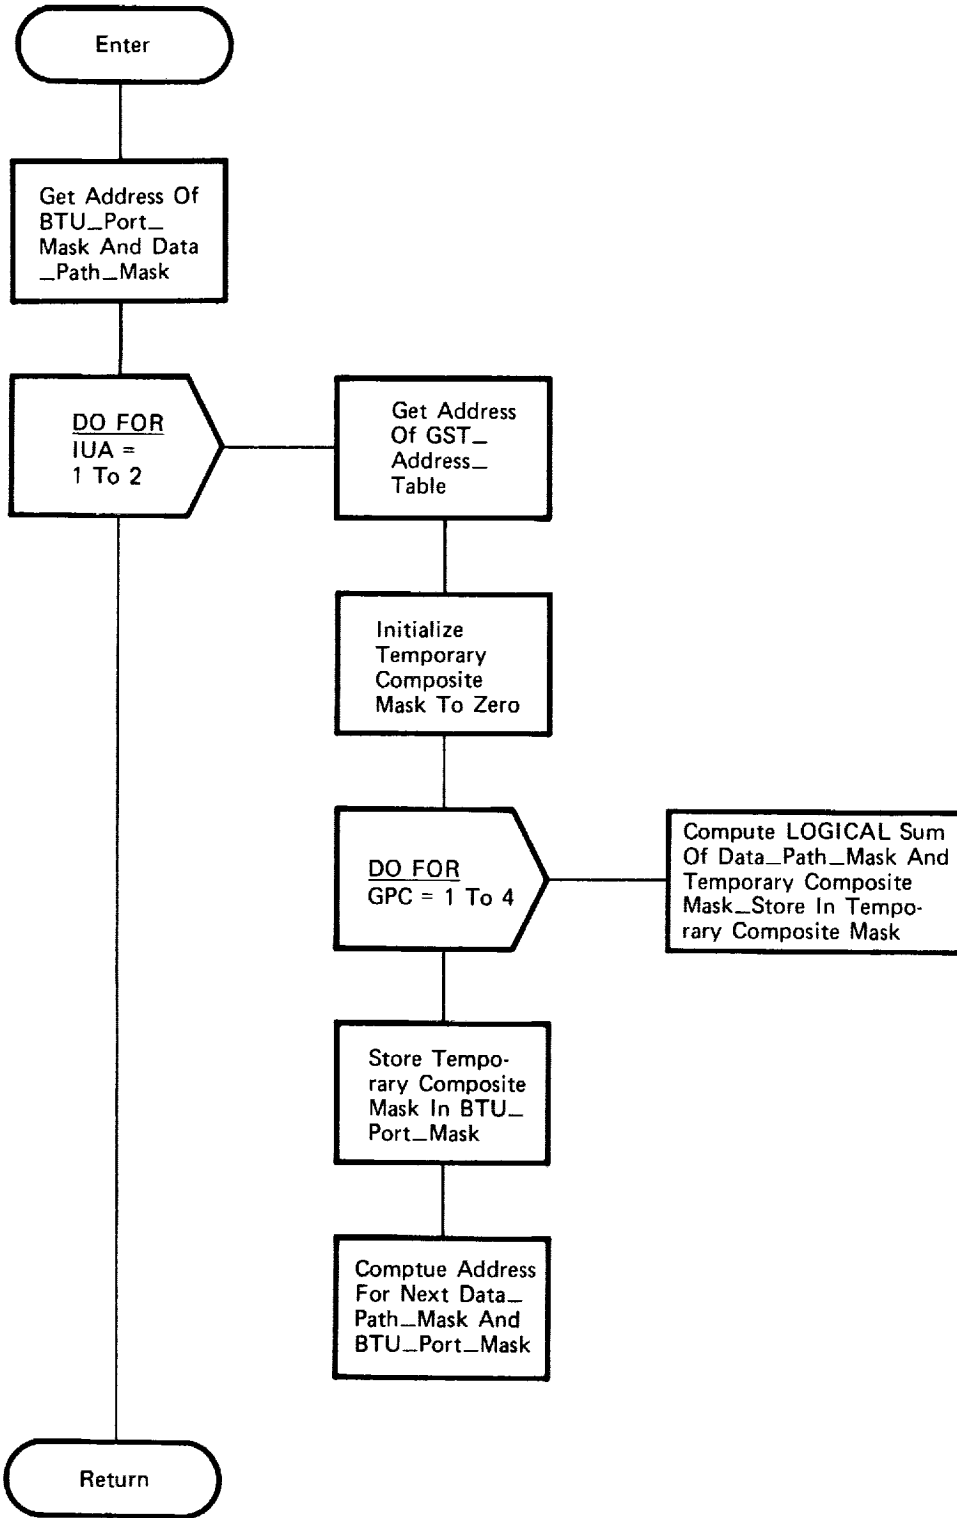 Enter
Get Address Of
BTU_Port_
Mask And Data
_Path_Mask
DO FOR
IUA =
1 To 2
Get Address
Of GST_
Address_
Table
Initialize
Temporary
Composite
Mask To Zero
DO FOR
GPC = 1 To 4
Compute LOGICAL Sum
Of Data_Path_Mask And
Temporary Composite
Mask_Store In Tempo-
rary Composite Mask
Store Tempo-
rary Composite
Mask In BTU_
Port_Mask
Comptue Address
For Next Data_
Path_Mask And
BTU_Port_Mask
Return